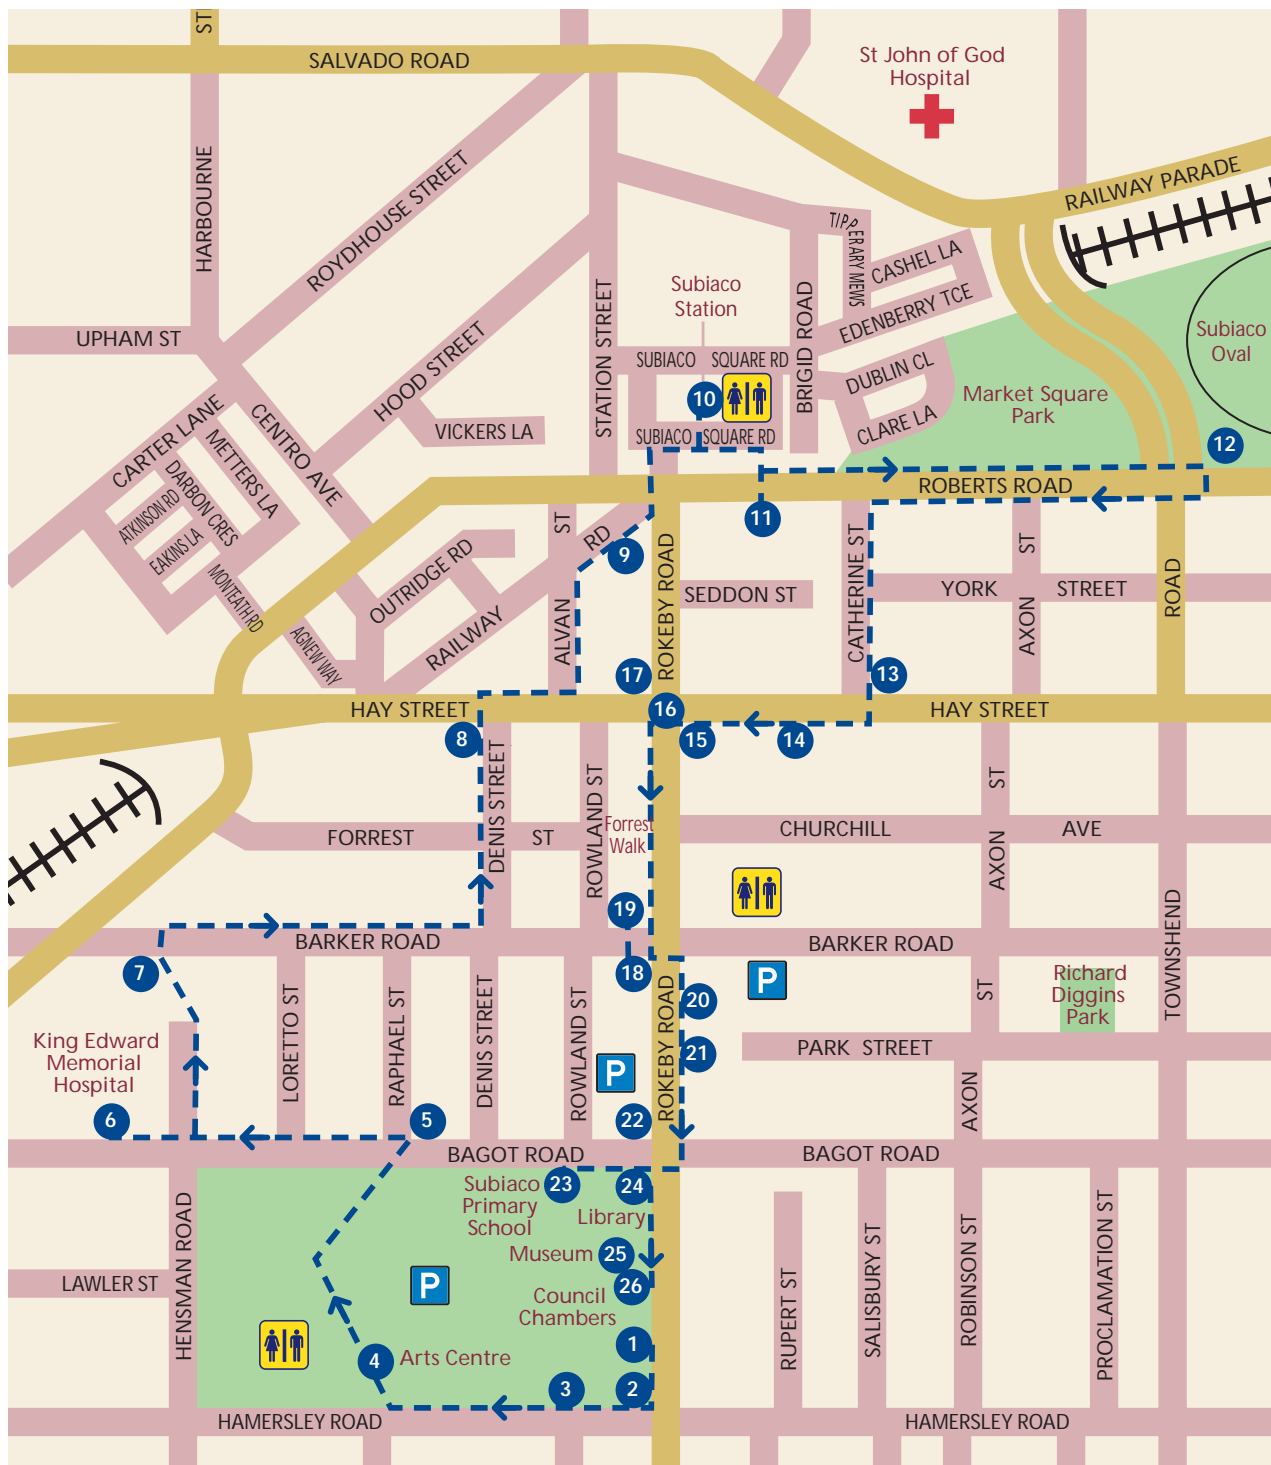 ST
SALVADO ROAD
St John of God
Hospital
HARBOURNE
ROYDHOUSE STREET
RAILWAY PARADE
TIPPERARY MEWS
CASHEL LA
EDENBERRY TCE
Subiaco
Station
STATION STREET
BRIGID ROAD
UPHAM ST
HOOD STREET
SUBIACO SQUARE RD
DUBLIN CL
CLARE LA
Subiaco
Oval
Market Square
Park
10
VICKERS LA
SUBIACO SQUARE RD
12
CARTER LANE
METTERS LA
CENTRO AVE
DARBON CRES
ATKINSON RD
EAKINS LA
MONTEATH RD
AGNEW WAY
ROBERTS ROAD
11
OUTRIDGE RD
RAILWAY
RD
9
ALVAN
ST
ROKEBY ROAD
SEDDON ST
CATHERINE ST
YORK STREET
AXON
ST
ROAD
17
13
HAY STREET
16
HAY STREET
8
15
14
DENIS STREET
ROWLAND ST
Forrest
Walk
FORREST ST
CHURCHILL AVE
AXON
ST
19
BARKER ROAD
BARKER ROAD
7
18
P
20
Richard
Diggins
Park
TOWNSHEND
LORETTO ST
RAPHAEL ST
DENIS STREET
ROWLAND ST
ROKEBY ROAD
ST
King Edward
Memorial
Hospital
P
21
PARK STREET
AXON
6
5
22
BAGOT ROAD
BAGOT ROAD
Subiaco
Primary
School
23
24
Library
HENSMAN ROAD
Museum
25
LAWLER ST
P
26
Council
Chambers
RUPERT ST
SALISBURY ST
ROBINSON ST
PROCLAMATION ST
1
4
Arts Centre
3
2
HAMERSLEY ROAD
HAMERSLEY ROAD